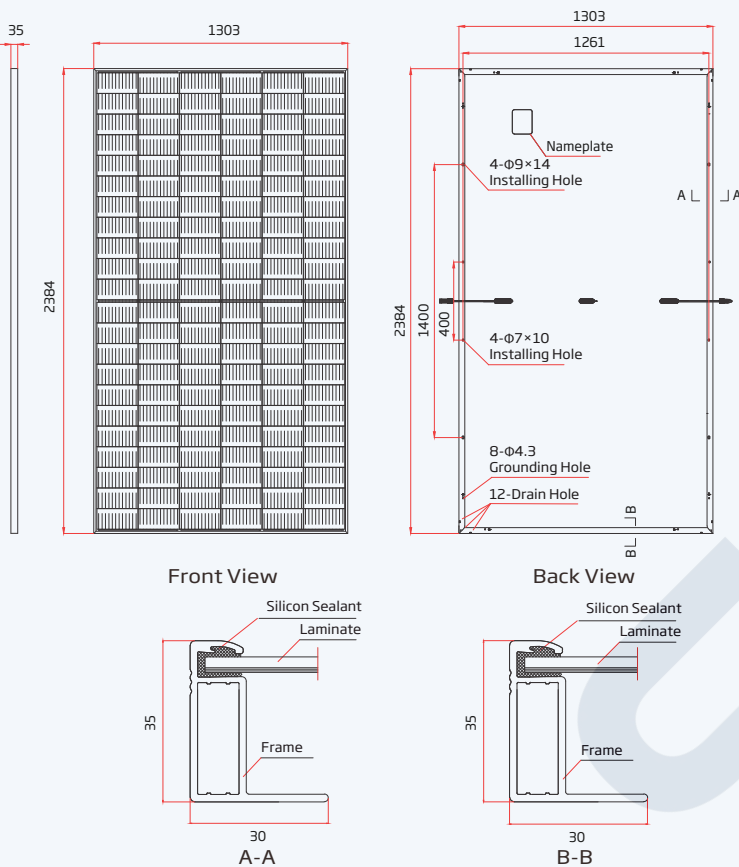 35
1303
2384
Front View
1303
1261
Nameplate
4-Φ9×14
Installing Hole
A
A
2384
1400
400
4-Φ7×10
Installing Hole
8-Φ4.3
Grounding Hole
12-Drain Hole
B
B
Back View
Silicon Sealant
Laminate
35
Frame
30
A-A
Silicon Sealant
Laminate
35
Frame
30
B-B